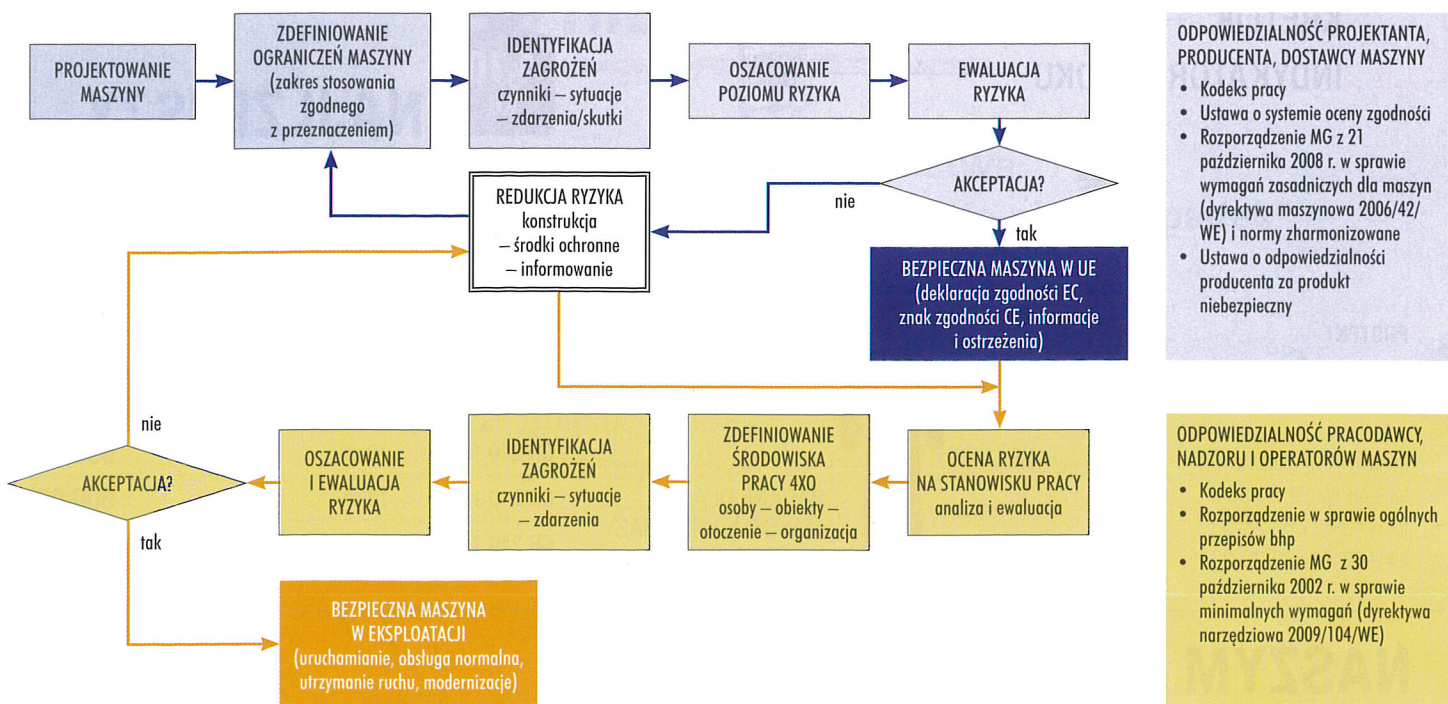 PROJEKTOWANIE
MASZYNY
ZDEFINIOWANIE
OGRANICZEŃ MASZYNY
(zakres stosowania
zgodnego
z przeznaczeniem)
IDENTYFIKACJA
ZAGROŻEŃ
czynniki – sytuacje
– zdarzenia/skutki
OSZACOWANIE
POZIOMU RYZYKA
EWALUACJA
RYZYKA
AKCEPTACJA?
nie
tak
REDUKCJA RYZYKA
konstrukcja
– środki ochronne
– informowanie
BEZPIECZNA MASZYNA W UE
(deklaracja zgodności EC,
znak zgodności CE, informacje
i ostrzeżenia)
ODPOWIEDZIALNOŚĆ PROJEKTANTA,
PRODUCENTA, DOSTAWCY MASZYNY
• Kodeks pracy
• Ustawa o systemie oceny zgodności
• Rozporządzenie MG z 21
października 2008 r. w sprawie
wymagań zasadniczych dla maszyn
(dyrektywa maszynowa 2006/42/
WE) i normy zharmonizowane
• Ustawa o odpowiedzialności
producenta za produkt
niebezpieczny
OCENA RYZYKA
NA STANOWISKU PRACY
analiza i ewaluacja
ZDEFINIOWANIE
ŚRODOWISKA
PRACY 4XO
osoby – obiekty –
otoczenie – organizacja
IDENTYFIKACJA
ZAGROŻEŃ
czynniki – sytuacje
– zdarzenia
OSZACOWANIE
I EWALUACJA
RYZYKA
nie
AKCEPTACJA?
tak
BEZPIECZNA MASZYNA
W EKSPLOATACJI
(uruchamianie, obsługa normalna,
utrzymanie ruchu, modernizacje)
ODPOWIEDZIALNOŚĆ PRACODAWCY,
NADZORU I OPERATORÓW MASZYN
• Kodeks pracy
• Rozporządzenie w sprawie ogólnych
przepisów bhp
• Rozporządzenie MG z 30
października 2002 r. w sprawie
minimalnych wymagań (dyrektywa
narzędziowa 2009/104/WE)